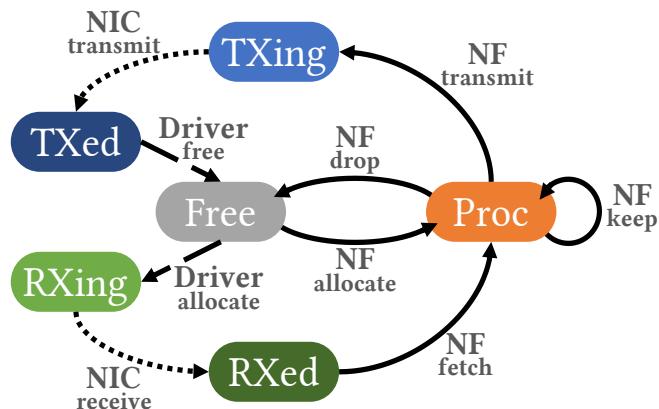 NIC
transmit
TXing
NF
transmit
TXed
Driver
free
NF
drop
Free
Proc
NF
keep
RXing
Driver
allocate
NF
allocate
NIC
receive
RXed
NF
fetch